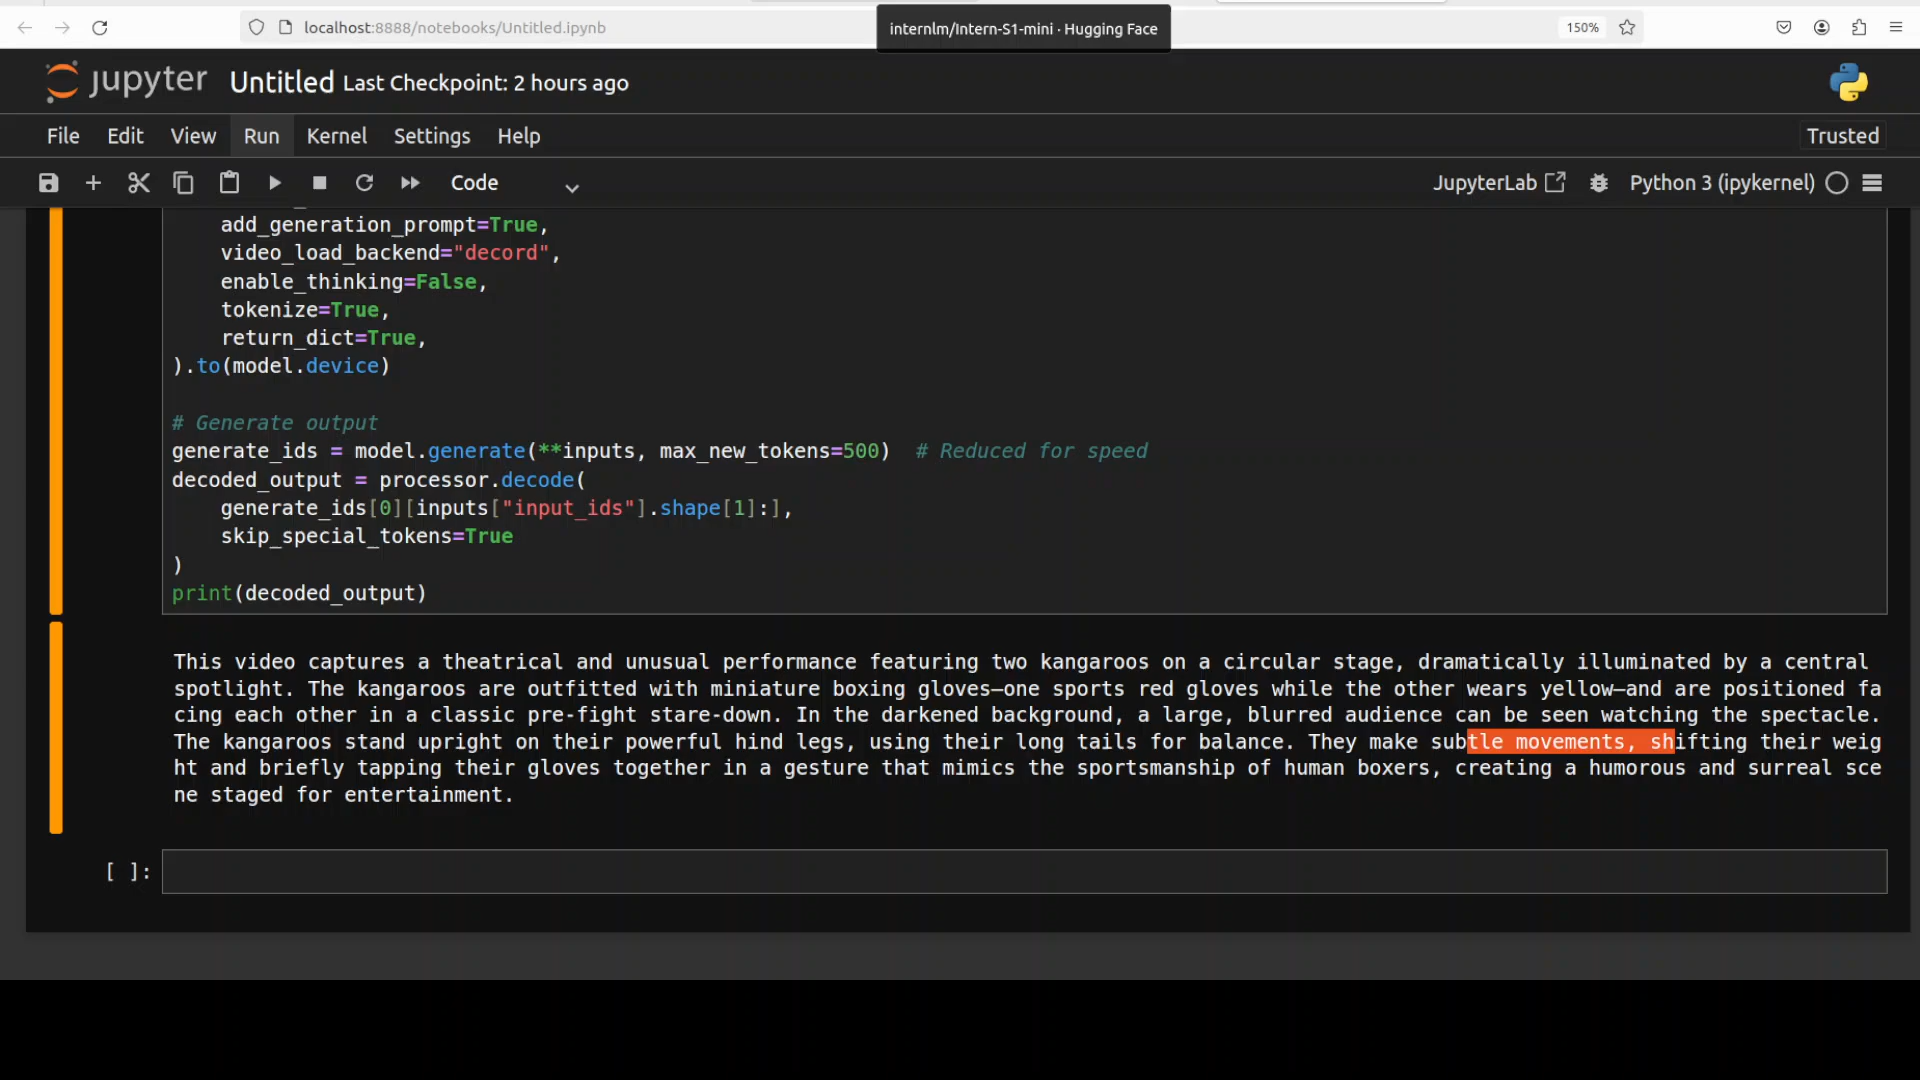 localhost:8888/notebooks/Untitled.ipynb
internlm/Intern-S1-mini · Hugging Face
150%
jupyter Untitled Last Checkpoint: 2 hours ago
File Edit View Run Kernel Settings Help Trusted
Code JupyterLab Python 3 (ipykernel)
add_generation_prompt=True,
video_load_backend="decord",
enable_thinking=False,
tokenize=True,
return_dict=True,
).to(model.device)
# Generate output
generate_ids = model.generate(**inputs, max_new_tokens=500)  # Reduced for speed
decoded_output = processor.decode(
generate_ids[0][inputs["input_ids"].shape[1]:],
skip_special_tokens=True
)
print(decoded_output)
This video captures a theatrical and unusual performance featuring two kangaroos on a circular stage, dramatically illuminated by a central
spotlight. The kangaroos are outfitted with miniature boxing gloves—one sports red gloves while the other wears yellow—and are positioned fa
cing each other in a classic pre-fight stare-down. In the darkened background, a large, blurred audience can be seen watching the spectacle.
The kangaroos stand upright on their powerful hind legs, using their long tails for balance. They make subtle movements, shifting their weig
ht and briefly tapping their gloves together in a gesture that mimics the sportsmanship of human boxers, creating a humorous and surreal sce
ne staged for entertainment.
[ ]: